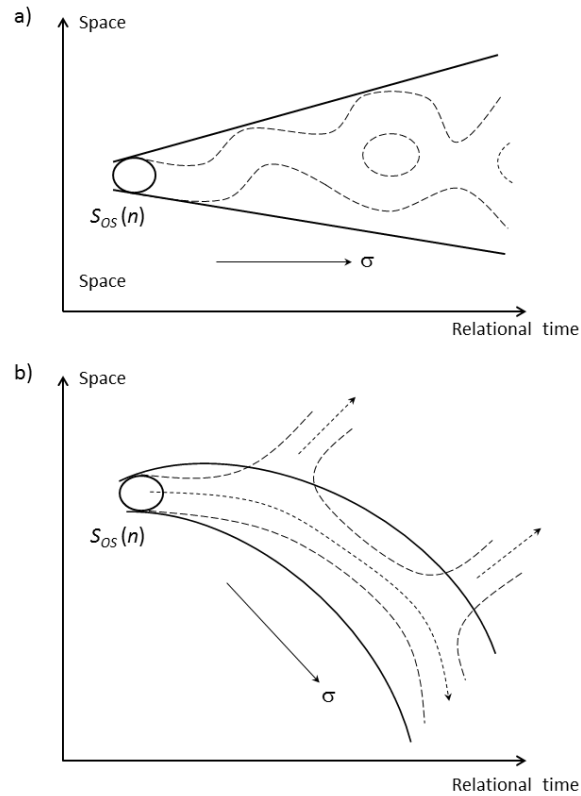 a)
Space
S_OS(n)
σ
Space
Relational time
b)
Space
S_OS(n)
σ
Relational time